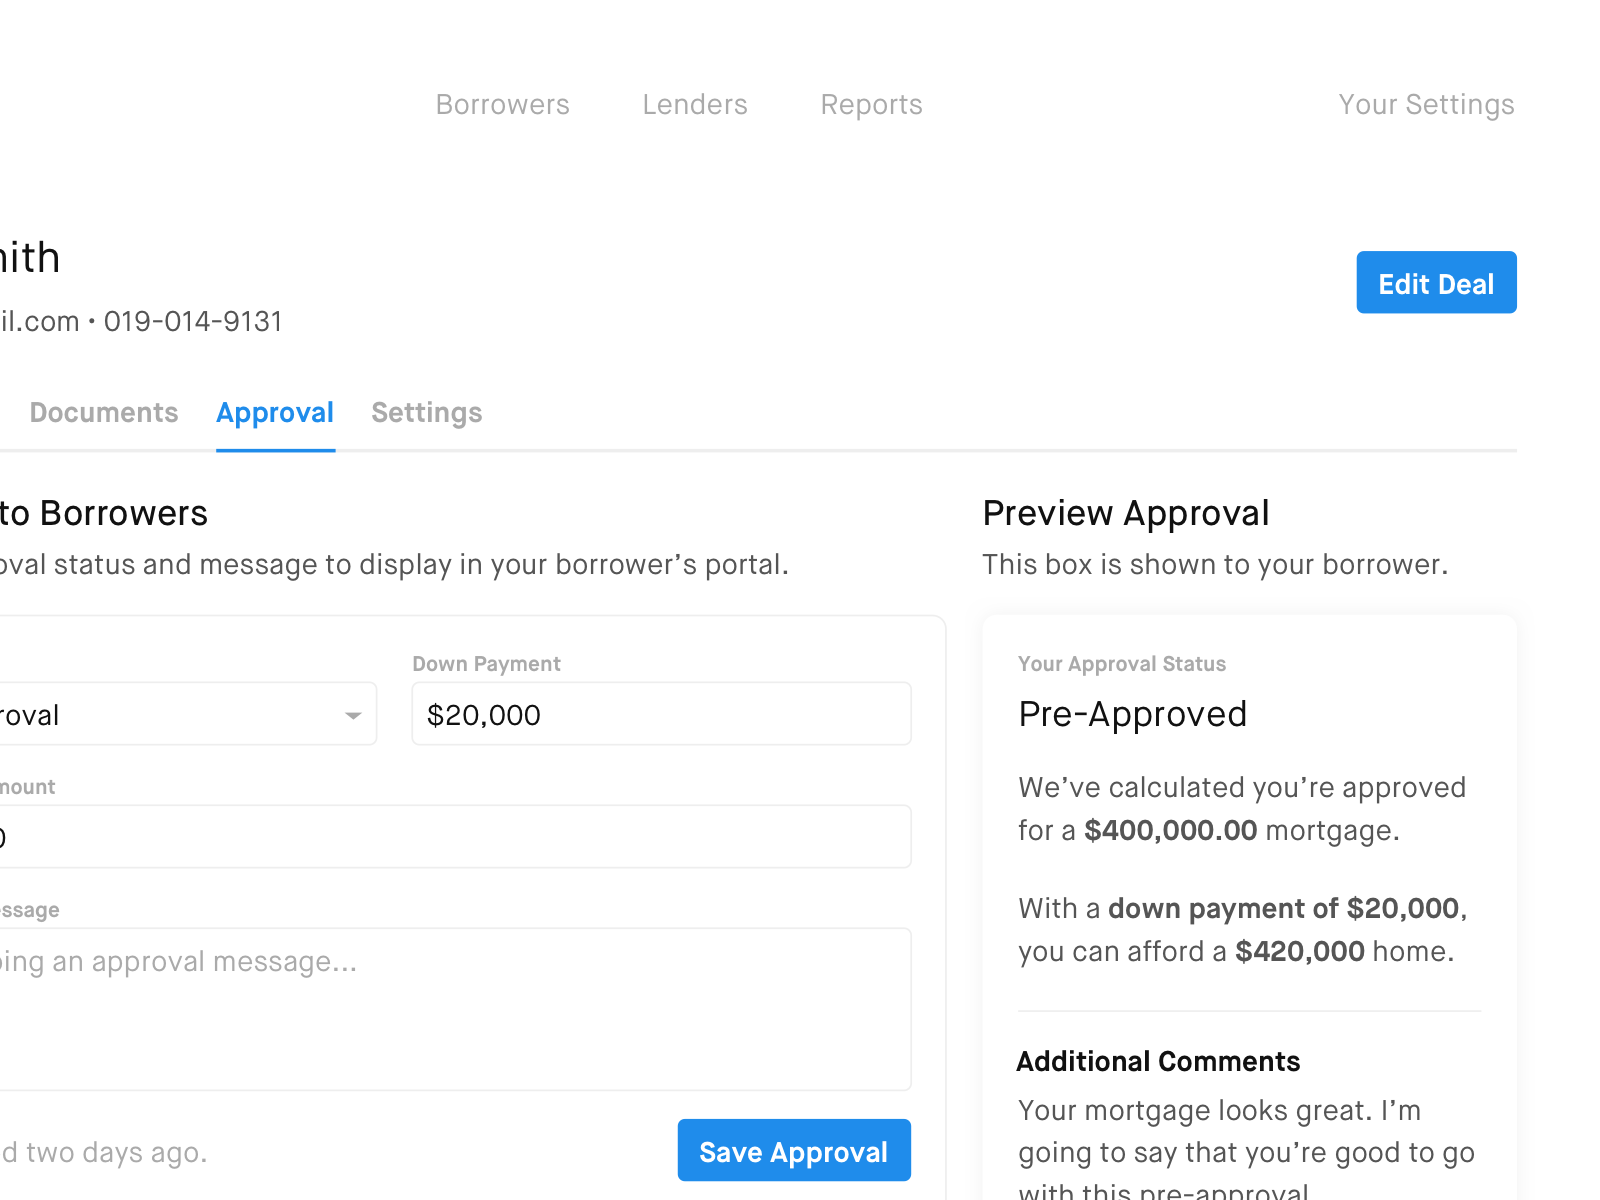 Borrowers Lenders Reports Your Settings
nith
Edit Deal
il.com • 019-014-9131
Documents Approval Settings
to Borrowers
oval status and message to display in your borrower’s portal.
Down Payment
roval
$20,000
mount
0
essage
ing an approval message...
d two days ago.
Save Approval
Preview Approval
This box is shown to your borrower.
Your Approval Status
Pre-Approved
We’ve calculated you’re approved
for a $400,000.00 mortgage.
With a down payment of $20,000,
you can afford a $420,000 home.
Additional Comments
Your mortgage looks great. I’m
going to say that you’re good to go
with this pre-approval